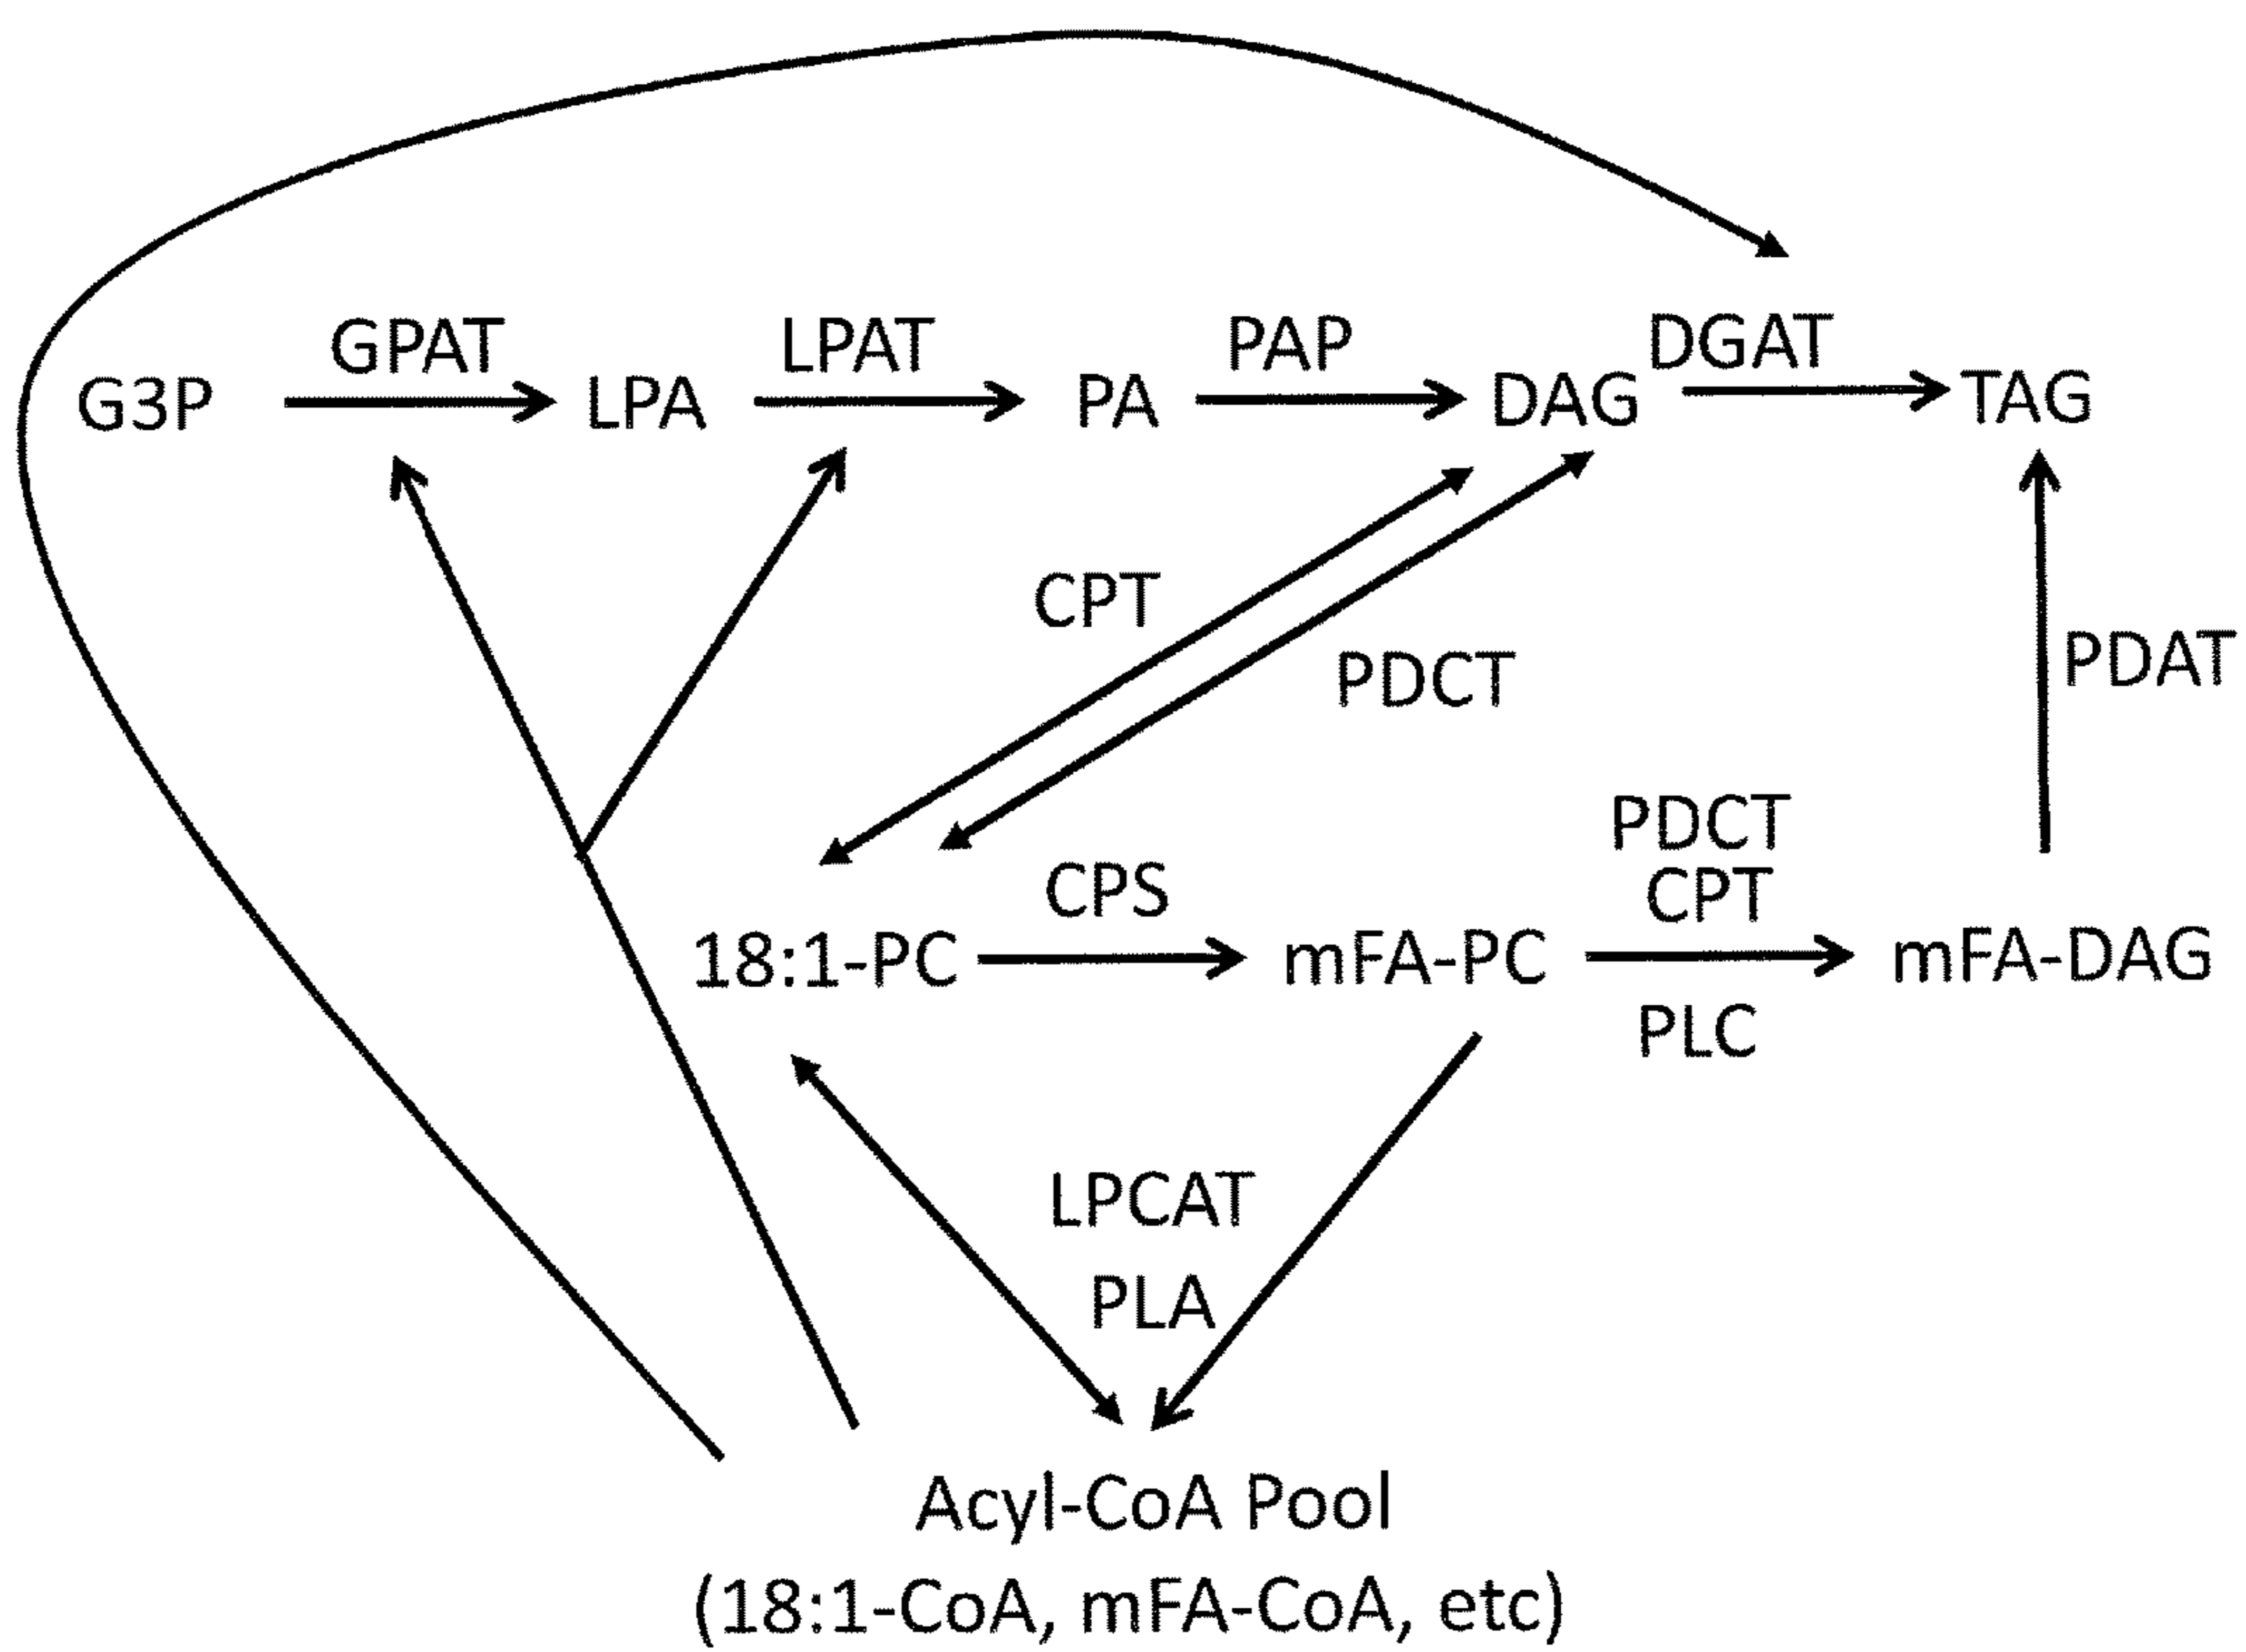 GPAT LPAT PAP DGAT
G3P LPA PA DAG TAG
CPT
PDCT PDAT
PDCT
CPS CPT
18:1-PC mFA-PC mFA-DAG
PLC
LPCAT
PLA
Acyl-CoA Pool
(18:1-CoA, mFA-CoA, etc)